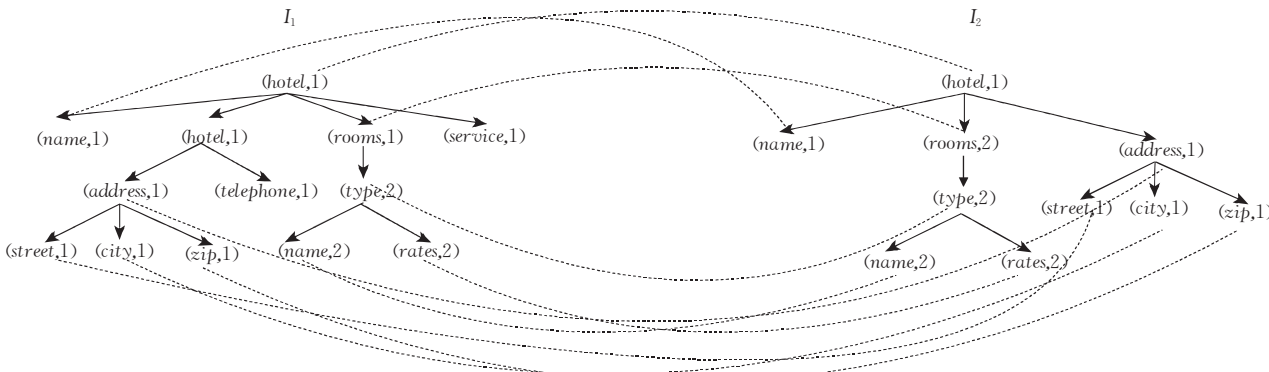 I₁ I₂
(hotel,1) (hotel,1)
(name,1) (hotel,1) (rooms,1) (service,1) (name,1) (rooms,2) (address,1)
(address,1) (telephone,1) (type,2) (type,2) (street,1) (city,1) (zip,1)
(street,1) (city,1) (zip,1) (name,2) (rates,2) (name,2) (rates,2)